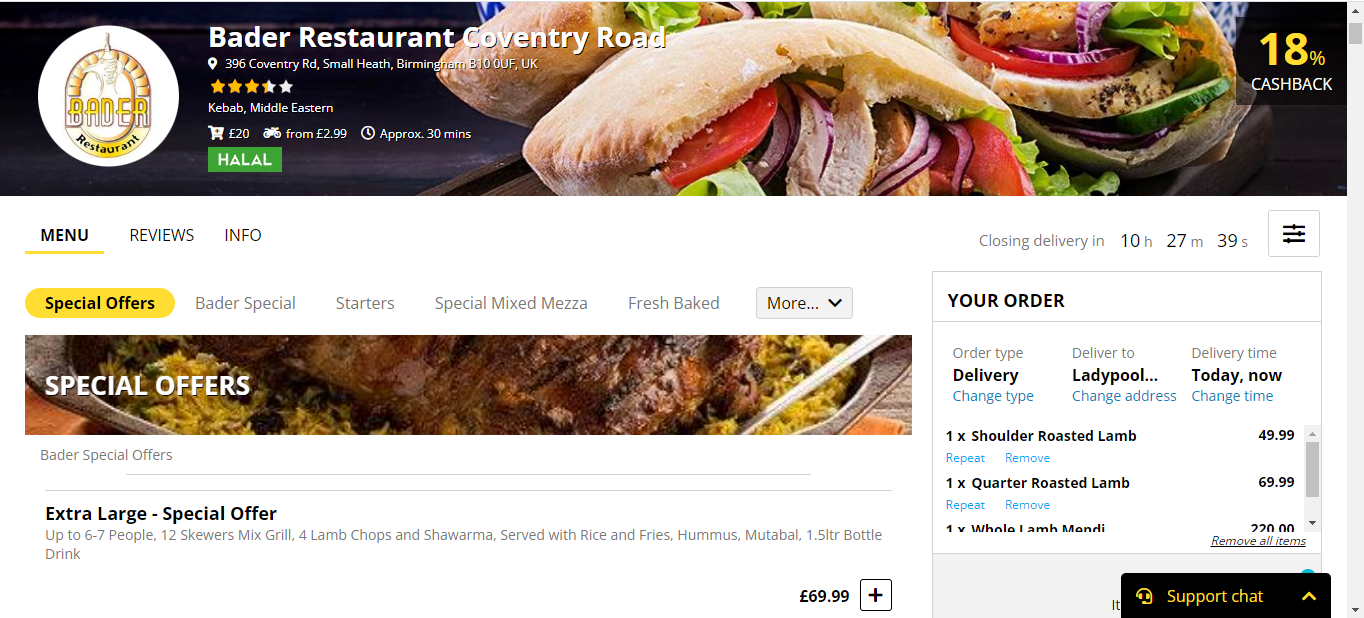 Bader Restaurant Coventry Road
396 Coventry Rd, Small Heath, Birmingham B10 0UF, UK
Kebab, Middle Eastern
£20 from £2.99 Approx. 30 mins
HALAL
BADER
Restaurant
18%
CASHBACK
MENU REVIEWS INFO
Closing delivery in 10 h 27 m 39 s
Special Offers Bader Special Starters Special Mixed Mezza Fresh Baked More...
SPECIAL OFFERS
Bader Special Offers
Extra Large - Special Offer
Up to 6-7 People, 12 Skewers Mix Grill, 4 Lamb Chops and Shawarma, Served with Rice and Fries, Hummus, Mutabal, 1.5ltr Bottle
Drink
£69.99 +
YOUR ORDER
Order type Deliver to Delivery time
Delivery Ladypool... Today, now
Change type Change address Change time
1 x Shoulder Roasted Lamb 49.99
Repeat Remove
1 x Quarter Roasted Lamb 69.99
Repeat Remove
1 x Whole Lamb Mendi 220.00
Remove all items
It
Support chat